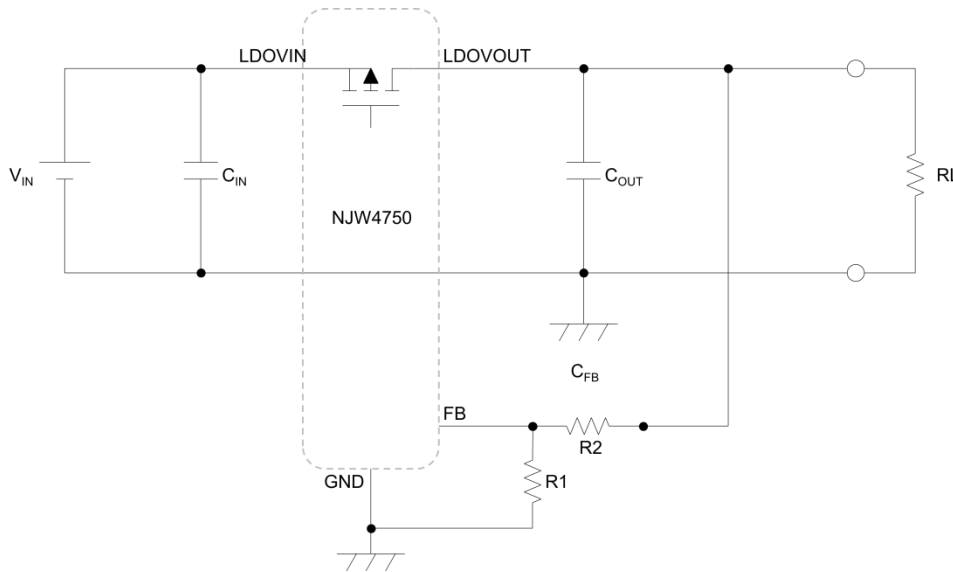 LDOVIN
LDOVOUT
VIN
CIN
COUT
RL
NJW4750
CFB
FB
R2
GND
R1